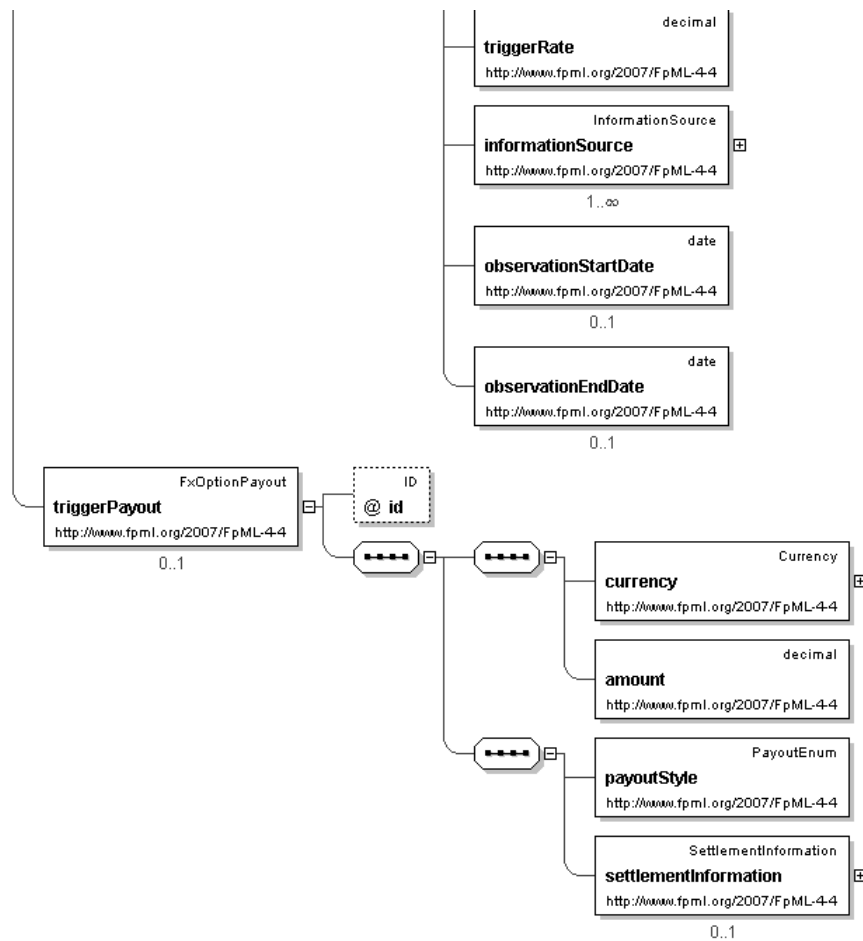 decimal
triggerRate
http://www.fpml.org/2007/FpML-4-4
InformationSource
informationSource
http://www.fpml.org/2007/FpML-4-4
1..∞
date
observationStartDate
http://www.fpml.org/2007/FpML-4-4
0..1
date
observationEndDate
http://www.fpml.org/2007/FpML-4-4
0..1
FxOptionPayout
triggerPayout
http://www.fpml.org/2007/FpML-4-4
0..1
ID
@ id
Currency
currency
http://www.fpml.org/2007/FpML-4-4
decimal
amount
http://www.fpml.org/2007/FpML-4-4
PayoutEnum
payoutStyle
http://www.fpml.org/2007/FpML-4-4
SettlementInformation
settlementInformation
http://www.fpml.org/2007/FpML-4-4
0..1